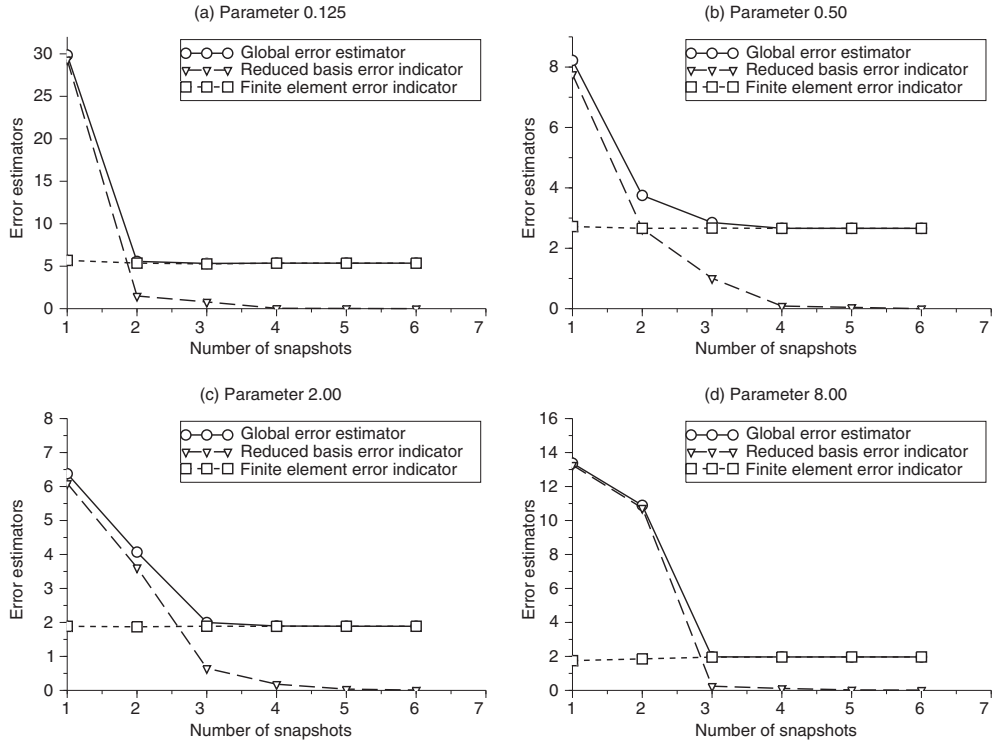 (a) Parameter 0.125
30
25
20
15
10
5
0
Error estimators
Global error estimator
Reduced basis error indicator
Finite element error indicator
1 2 3 4 5 6 7
Number of snapshots
(b) Parameter 0.50
8
6
4
2
0
Error estimators
Global error estimator
Reduced basis error indicator
Finite element error indicator
1 2 3 4 5 6 7
Number of snapshots
(c) Parameter 2.00
8
7
6
5
4
3
2
1
0
Error estimators
Global error estimator
Reduced basis error indicator
Finite element error indicator
1 2 3 4 5 6 7
Number of snapshots
(d) Parameter 8.00
16
14
12
10
8
6
4
2
0
Error estimators
Global error estimator
Reduced basis error indicator
Finite element error indicator
1 2 3 4 5 6 7
Number of snapshots